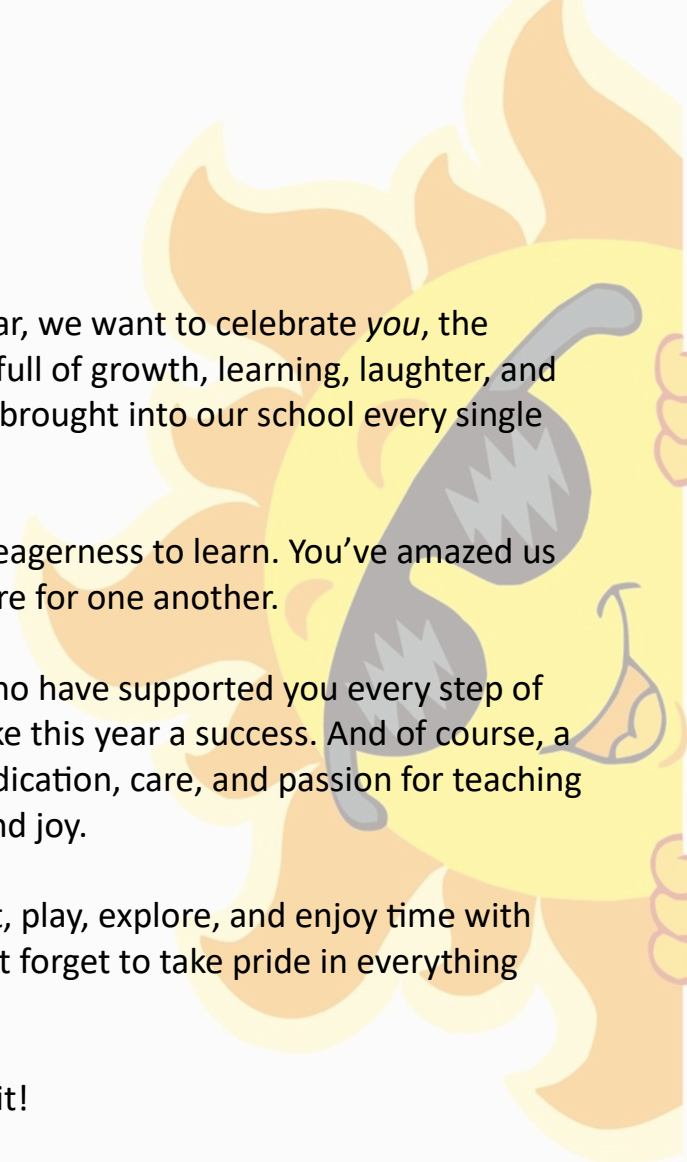 ar, we want to celebrate you, the
full of growth, learning, laughter, and
brought into our school every single
eagerness to learn. You’ve amazed us
re for one another.
ho have supported you every step of
ke this year a success. And of course, a
dication, care, and passion for teaching
nd joy.
t, play, explore, and enjoy time with
t forget to take pride in everything
it!